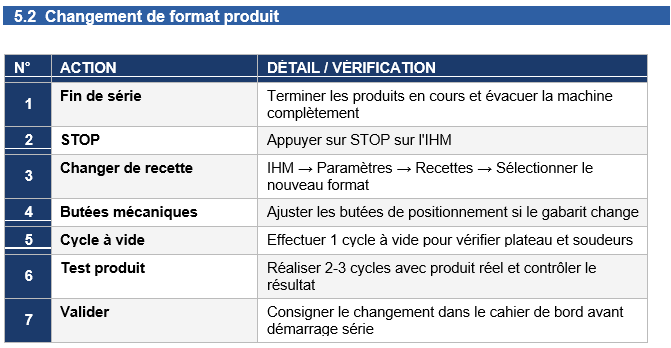 5.2 Changement de format produit
N° ACTION DÉTAIL / VÉRIFICATION
1 Fin de série Terminer les produits en cours et évacuer la machine
complètement
2 STOP Appuyer sur STOP sur l'IHM
3 Changer de recette IHM → Paramètres → Recettes → Sélectionner le
nouveau format
4 Butées mécaniques Ajuster les butées de positionnement si le gabarit change
5 Cycle à vide Effectuer 1 cycle à vide pour vérifier plateau et soudeurs
6 Test produit Réaliser 2-3 cycles avec produit réel et contrôler le
résultat
7 Valider Consigner le changement dans le cahier de bord avant
démarrage série